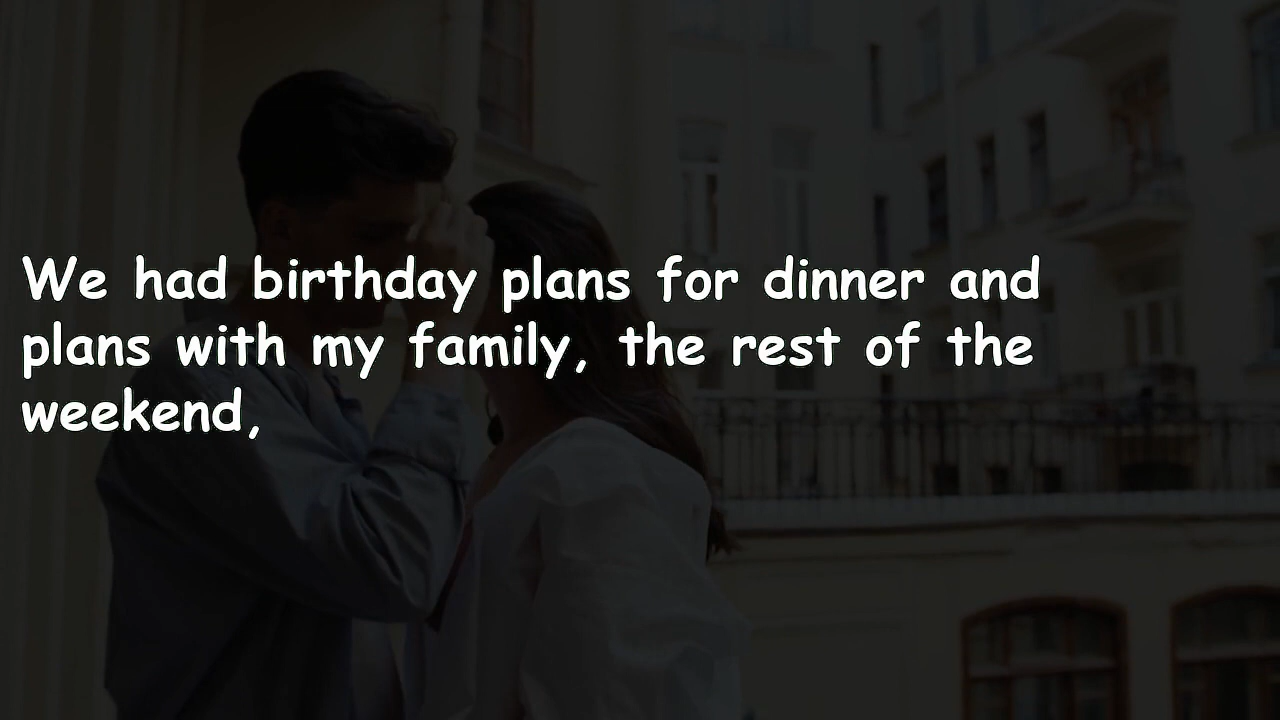 We had birthday plans for dinner and
plans with my family, the rest of the
weekend,